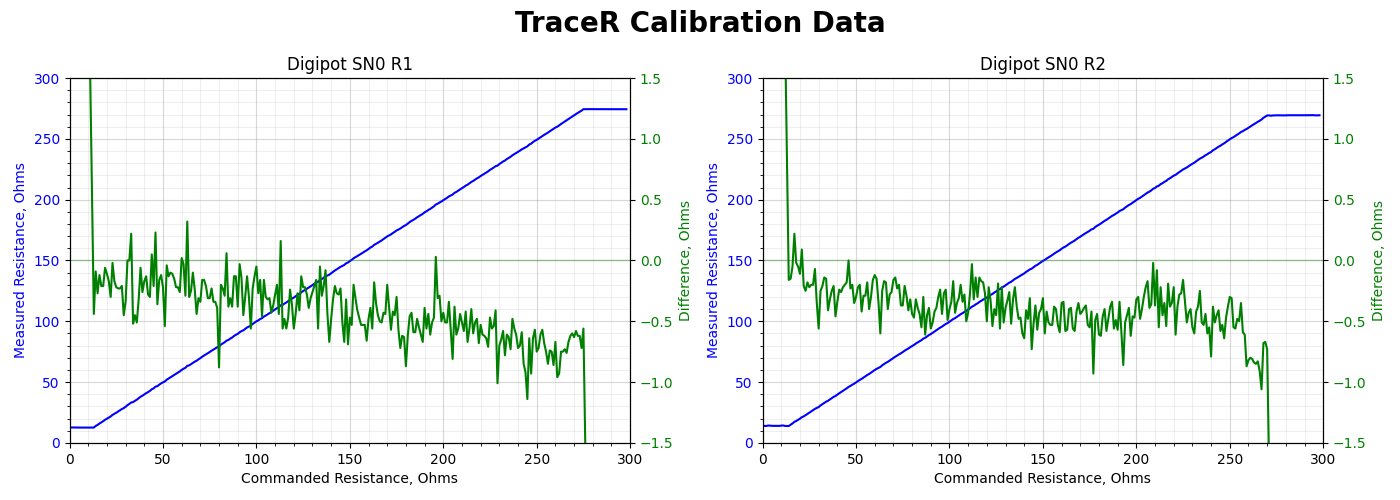 TraceR Calibration Data
Digipot SN0 R1
300
250
200
150
100
50
0
Measured Resistance, Ohms
1.5
1.0
0.5
0.0
−0.5
−1.0
−1.5
Difference, Ohms
0 50 100 150 200 250 300
Commanded Resistance, Ohms
Digipot SN0 R2
300
250
200
150
100
50
0
Measured Resistance, Ohms
1.5
1.0
0.5
0.0
−0.5
−1.0
−1.5
Difference, Ohms
0 50 100 150 200 250 300
Commanded Resistance, Ohms